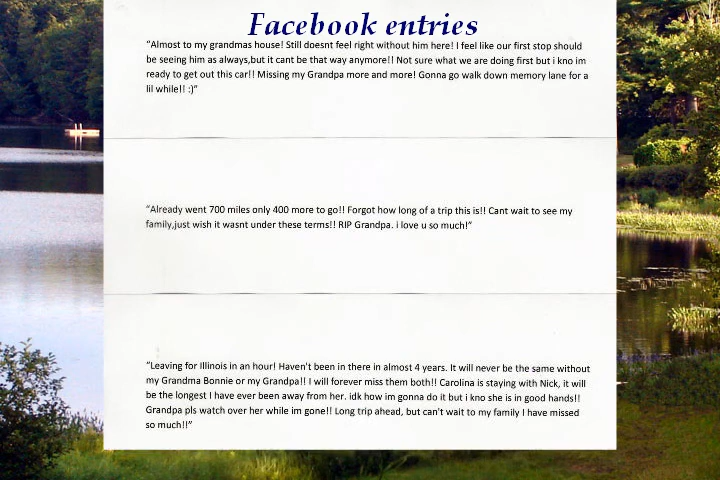 Facebook entries
“Almost to my grandmas house! Still doesnt feel right without him here! I feel like our first stop should
be seeing him as always,but it cant be that way anymore!! Not sure what we are doing first but i kno im
ready to get out this car!! Missing my Grandpa more and more! Gonna go walk down memory lane for a
lil while!! :)”
“Already went 700 miles only 400 more to go!! Forgot how long of a trip this is!! Cant wait to see my
family,just wish it wasnt under these terms!! RIP Grandpa. i love u so much!”
“Leaving for Illinois in an hour! Haven't been in there in almost 4 years. It will never be the same without
my Grandma Bonnie or my Grandpa!! I will forever miss them both!! Carolina is staying with Nick, it will
be the longest I have ever been away from her. idk how im gonna do it but i kno she is in good hands!!
Grandpa pls watch over her while im gone!! Long trip ahead, but can't wait to my family I have missed
so much!!”